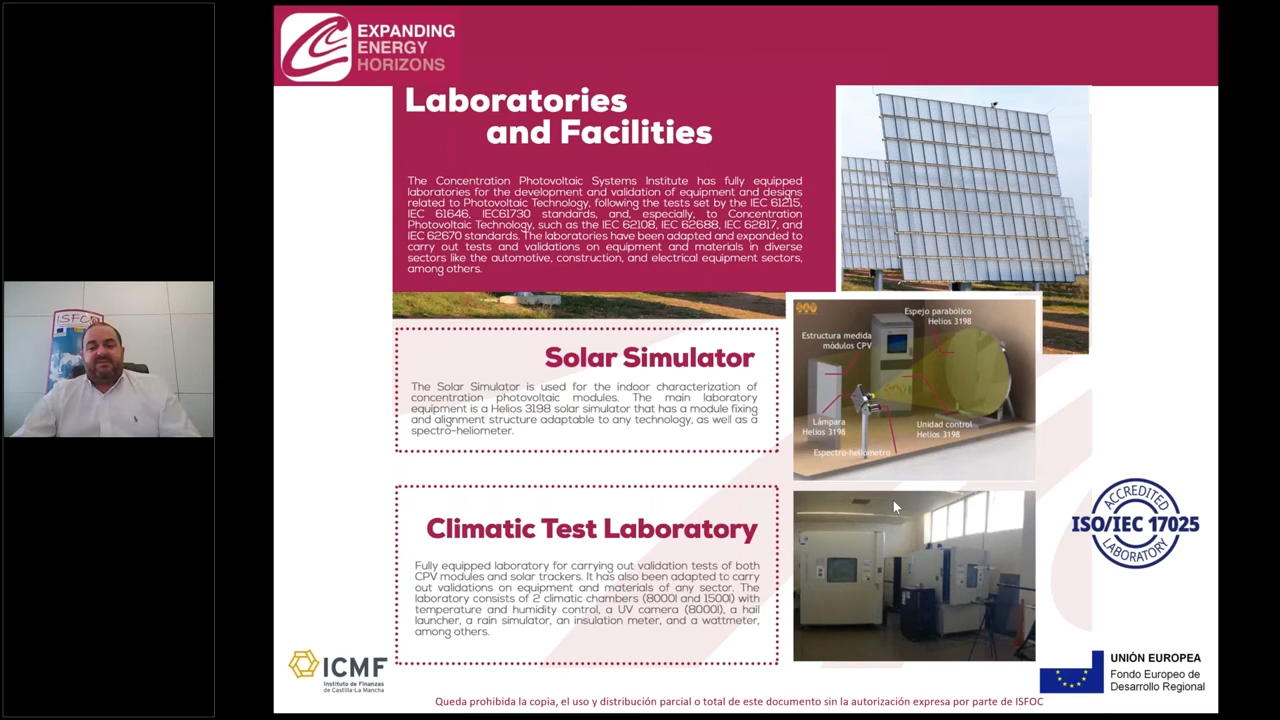 EXPANDING
ENERGY
HORIZONS
Laboratories
and Facilities
The Concentration Photovoltaic Systems Institute has fully equipped
laboratories for the development and validation of equipment and designs
related to Photovoltaic Technology, following the tests set by the IEC 61215,
IEC 61646, IEC61730 standards, and, especially, to Concentration
Photovoltaic Technology, such as the IEC 62108, IEC 62688, IEC 62817, and
IEC 62670 standards. The laboratories have been adapted and expanded to
carry out tests and validations on equipment and materials in diverse
sectors like the automotive, construction, and electrical equipment sectors,
among others.
Solar Simulator
The Solar Simulator is used for the indoor characterization of
concentration photovoltaic modules. The main laboratory
equipment is a Helios 3198 solar simulator that has a module fixing
and alignment structure adaptable to any technology, as well as a
spectro-heliometer.
Espejo parabólico
Helios 3198
Estructura medida
módulos CPV
Lámpara
Helios 3198
Unidad control
Helios 3198
Espectro-heliómetro
ISFOC
Climatic Test Laboratory
Fully equipped laboratory for carrying out validation tests of both
CPV modules and solar trackers. It has also been adapted to carry
out validations on equipment and materials of any sector. The
laboratory consists of 2 climatic chambers (8000l and 1500l) with
temperature and humidity control, a UV camera (8000l), a hail
launcher, a rain simulator, an insulation meter, and a wattmeter,
among others.
ACCREDITED
ISO/IEC 17025
LABORATORY
ICMF
Instituto de Finanzas
de Castilla-La Mancha
UNIÓN EUROPEA
Fondo Europeo de
Desarrollo Regional
Queda prohibida la copia, el uso y distribución parcial o total de este documento sin la autorización expresa por parte de ISFOC